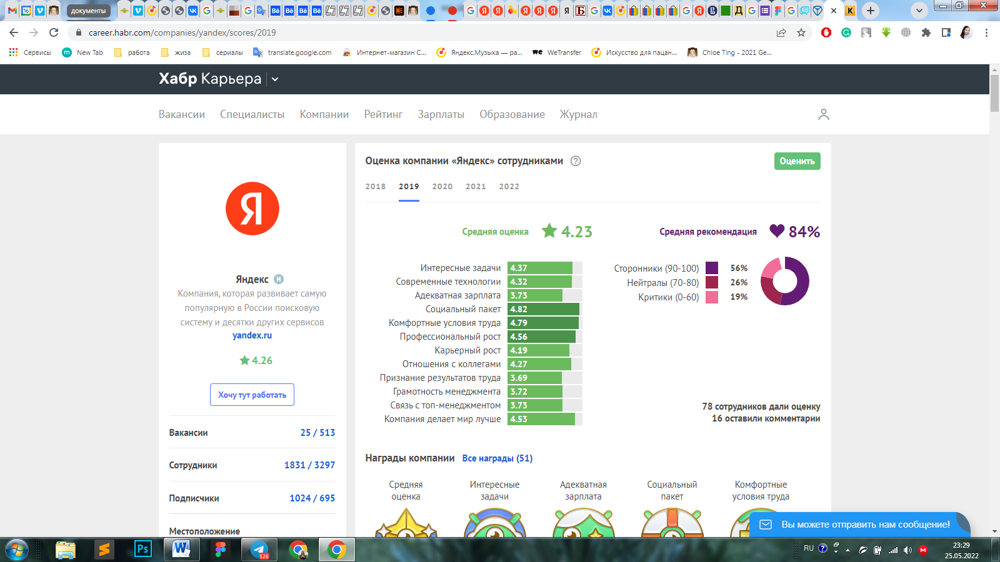 документы
career.habr.com/companies/yandex/scores/2019
Сервисы
New Tab
работа
жиза
сериалы
translate.google.com
Интернет-магазин С...
Яндекс.Музыка — ра...
WeTransfer
Искусство для пацан...
Chloe Ting - 2021 Ge...
Хабр Карьера
Вакансии Специалисты Компании Рейтинг Зарплаты Образование Журнал
Я
Яндекс
Компания, которая развивает самую
популярную в России поисковую
систему и десятки других сервисов
yandex.ru
4.26
Хочу тут работать
Вакансии 25 / 513
Сотрудники 1831 / 3297
Подписчики 1024 / 695
Местоположение
Оценка компании «Яндекс» сотрудниками ?
Оценить
2018 2019 2020 2021 2022
Средняя оценка 4.23
Средняя рекомендация 84%
Интересные задачи 4.37
Современные технологии 4.32
Адекватная зарплата 3.73
Социальный пакет 4.82
Комфортные условия труда 4.79
Профессиональный рост 4.56
Карьерный рост 4.19
Отношения с коллегами 4.27
Признание результатов труда 3.69
Грамотность менеджмента 3.72
Связь с топ-менеджментом 3.73
Компания делает мир лучше 4.53
Сторонники (90-100) 56%
Нейтралы (70-80) 26%
Критики (0-60) 19%
78 сотрудников дали оценку
16 оставили комментарии
Награды компании Все награды (51)
Средняя
оценка
Интересные
задачи
Адекватная
зарплата
Социальный
пакет
Комфортные
условия труда
Вы можете отправить нам сообщение!
Ps
W
526
RU
23:29
25.05.2022